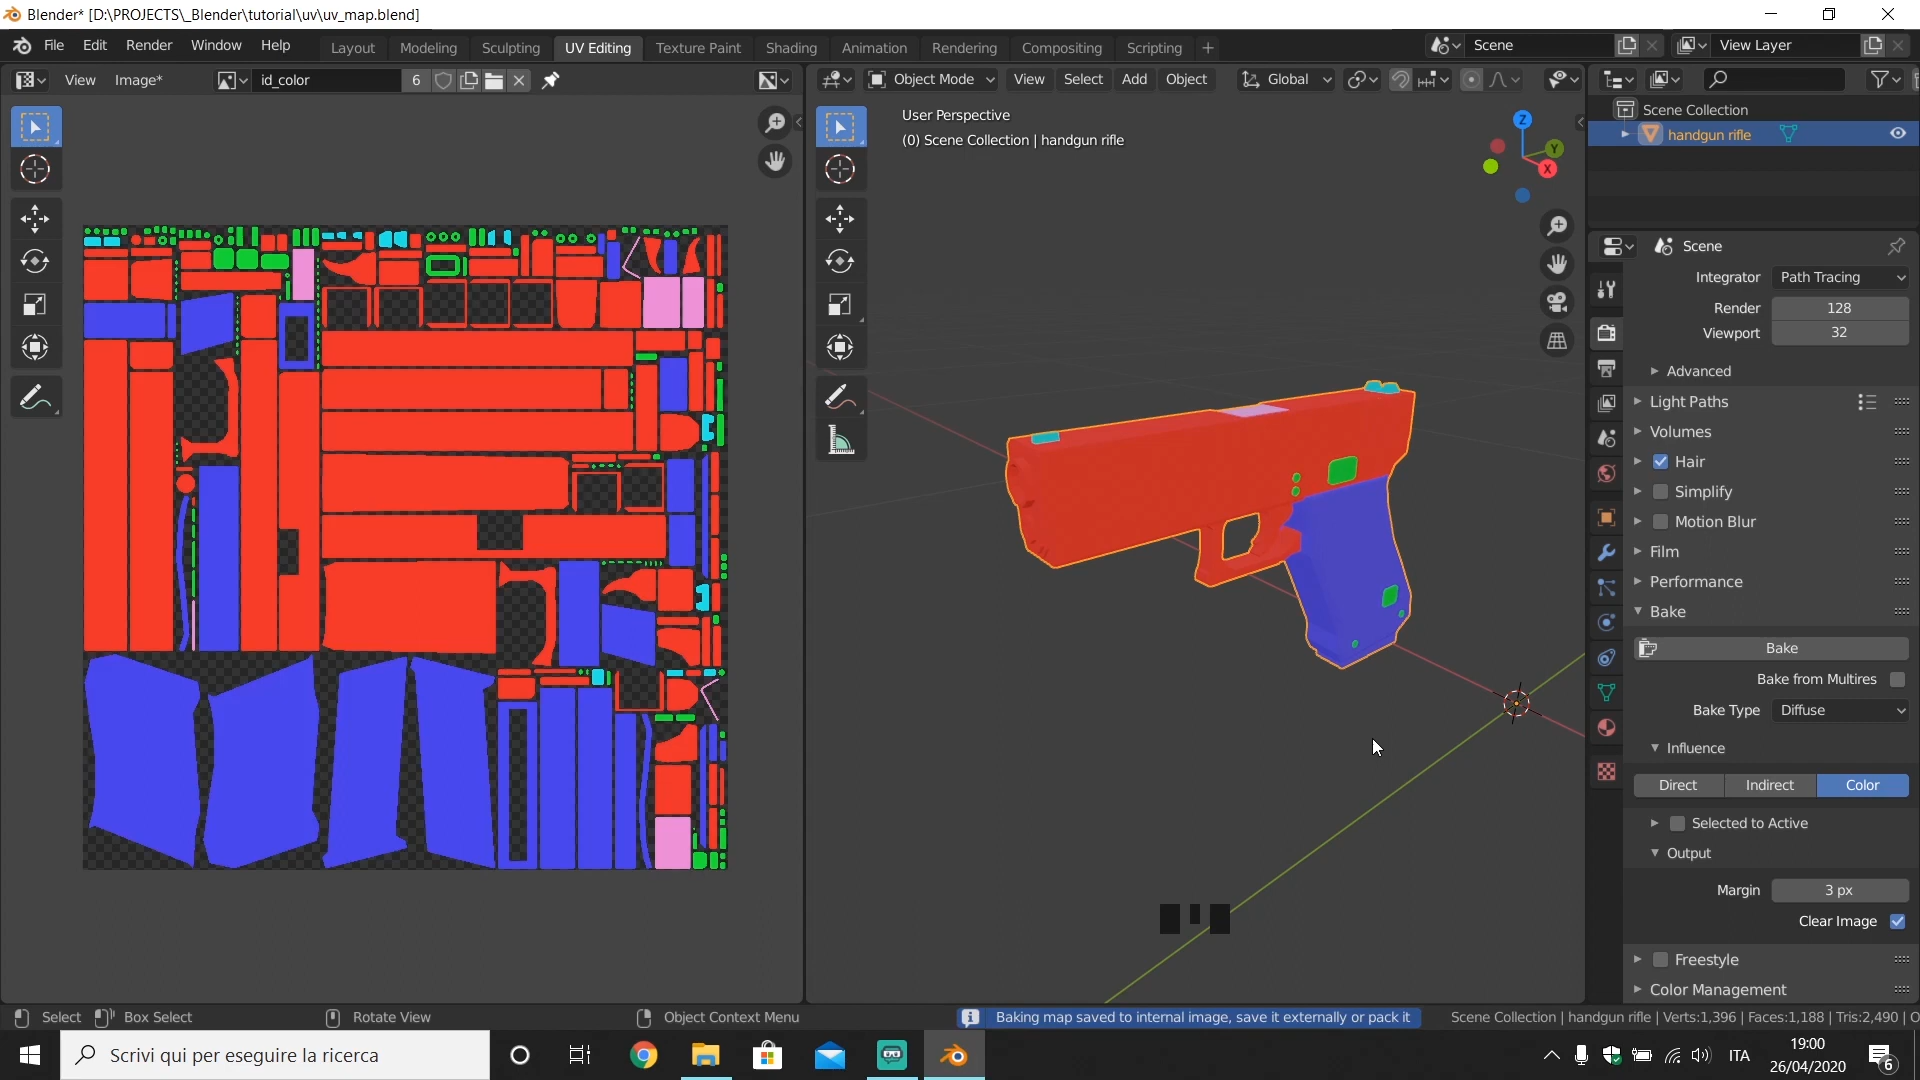 Blender* [D:\PROJECTS\_Blender\tutorial\uv\uv_map.blend]
File Edit Render Window Help Layout Modeling Sculpting UV Editing Texture Paint Shading Animation Rendering Compositing Scripting + Scene View Layer
View Image* id_color 6 Object Mode View Select Add Object Global
User Perspective
(0) Scene Collection | handgun rifle
Z
Y
X
Scene Collection
handgun rifle
Scene
Integrator Path Tracing
Render 128
Viewport 32
Advanced
Light Paths
Volumes
Hair
Simplify
Motion Blur
Film
Performance
Bake
Bake
Bake from Multires
Bake Type Diffuse
Influence
Direct Indirect Color
Selected to Active
Output
Margin 3 px
Clear Image
Freestyle
Color Management
Select Box Select Rotate View Object Context Menu Baking map saved to internal image, save it externally or pack it Scene Collection | handgun rifle | Verts:1,396 | Faces:1,188 | Tris:2,490 | O
Scrivi qui per eseguire la ricerca
ITA
19:00
26/04/2020
6